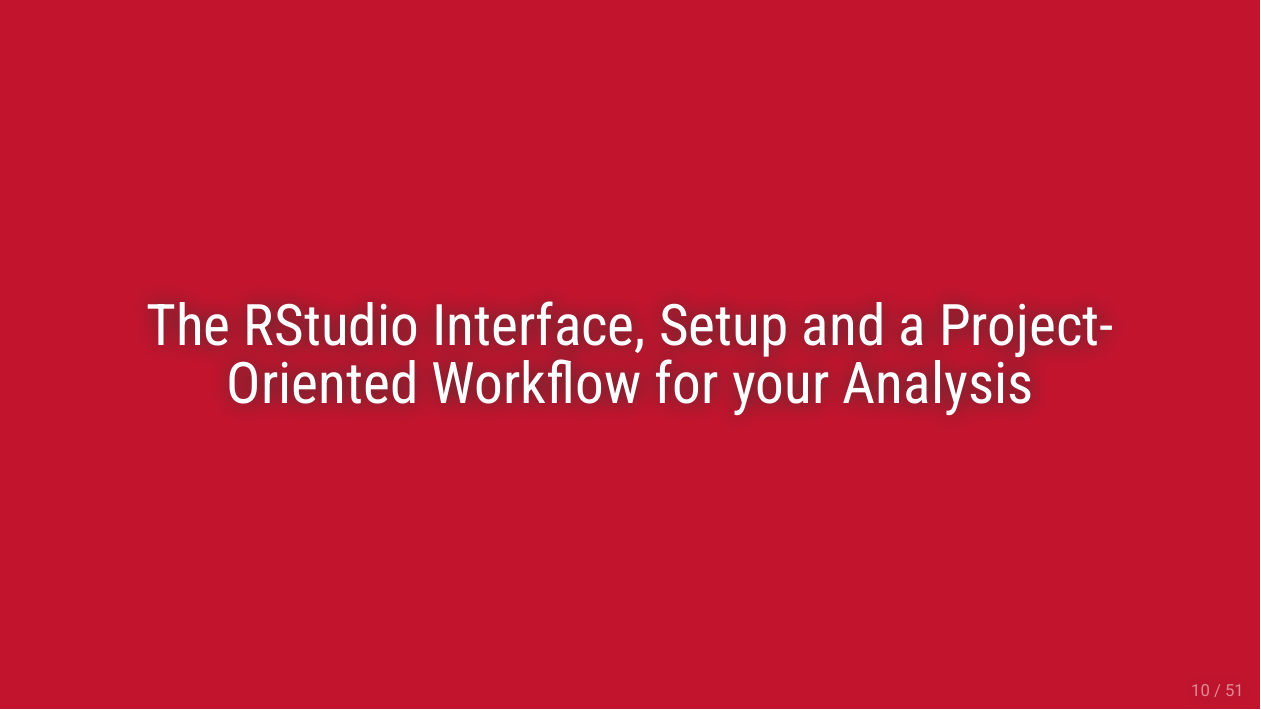 The RStudio Interface, Setup and a Project-
Oriented Workflow for your Analysis
10 / 51